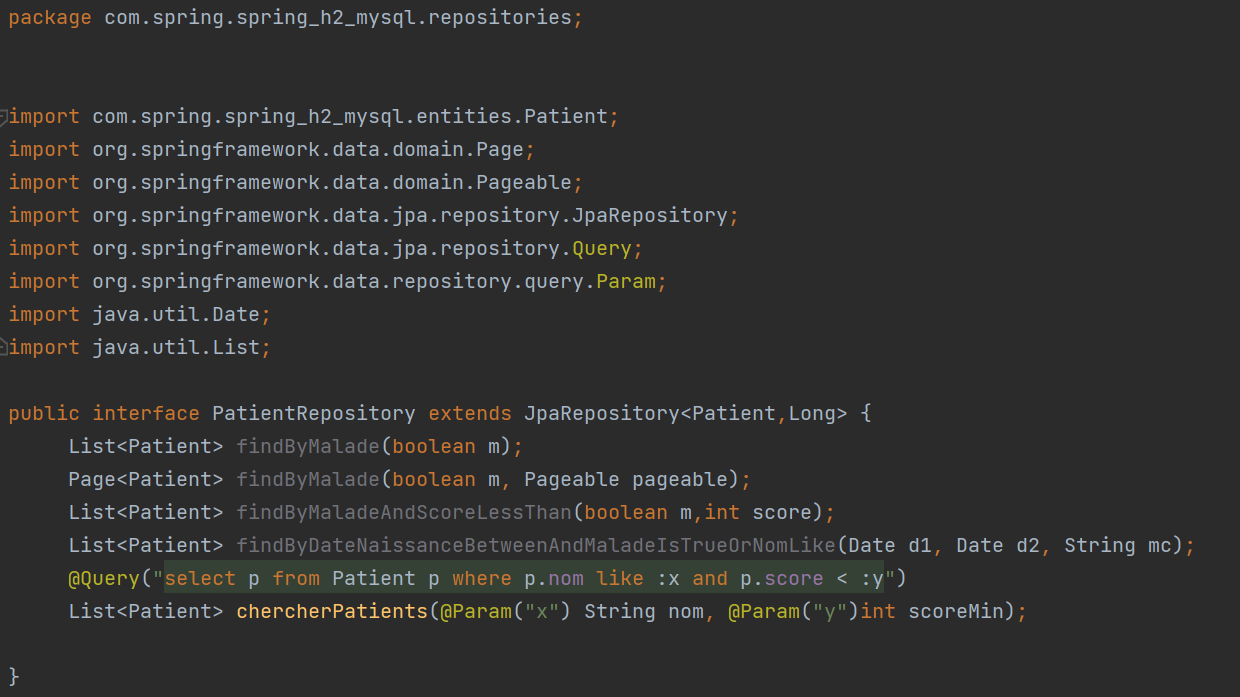 package com.spring.spring_h2_mysql.repositories;
import com.spring.spring_h2_mysql.entities.Patient;
import org.springframework.data.domain.Page;
import org.springframework.data.domain.Pageable;
import org.springframework.data.jpa.repository.JpaRepository;
import org.springframework.data.jpa.repository.Query;
import org.springframework.data.repository.query.Param;
import java.util.Date;
import java.util.List;
public interface PatientRepository extends JpaRepository<Patient,Long> {
List<Patient> findByMalade(boolean m);
Page<Patient> findByMalade(boolean m, Pageable pageable);
List<Patient> findByMaladeAndScoreLessThan(boolean m,int score);
List<Patient> findByDateNaissanceBetweenAndMaladeIsTrueOrNomLike(Date d1, Date d2, String mc);
@Query("select p from Patient p where p.nom like :x and p.score < :y")
List<Patient> chercherPatients(@Param("x") String nom, @Param("y")int scoreMin);
}